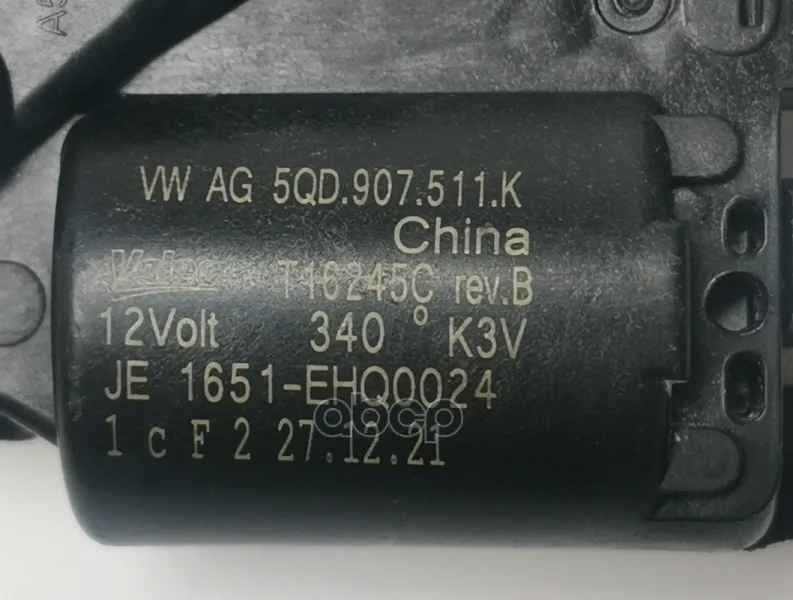 VW AG 5QD.907.511.K
China
Valeo T16245C rev.B
12Volt 340 ° K3V
JE 1651-EHQ0024
abcp
1 c F 2 27.12.21